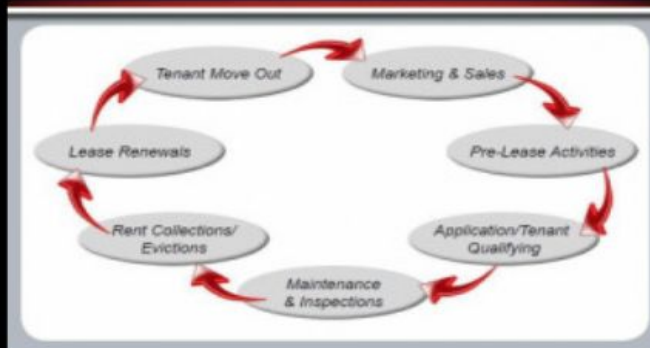 Tenant Move Out
Marketing & Sales
Lease Renewals
Pre-Lease Activities
Rent Collections/
Evictions
Application/Tenant
Qualifying
Maintenance
& Inspections